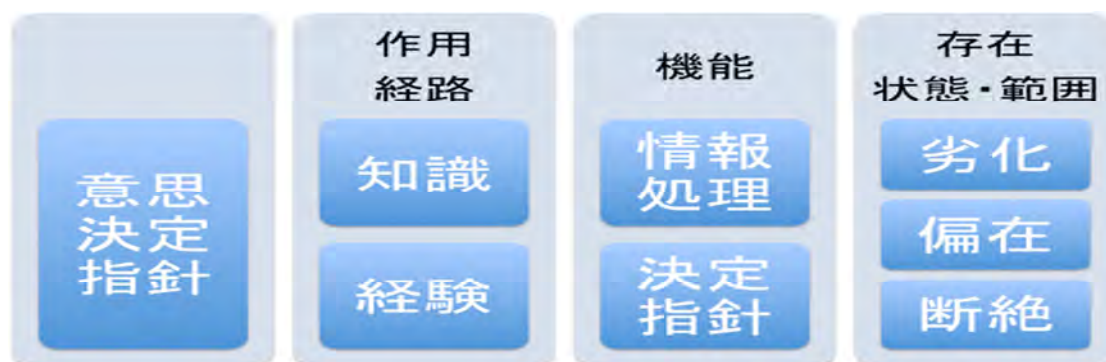 意思
決定
指針
作用
経路
知識
経験
機能
情報
処理
決定
指針
存在
状態・範囲
劣化
偏在
断絶